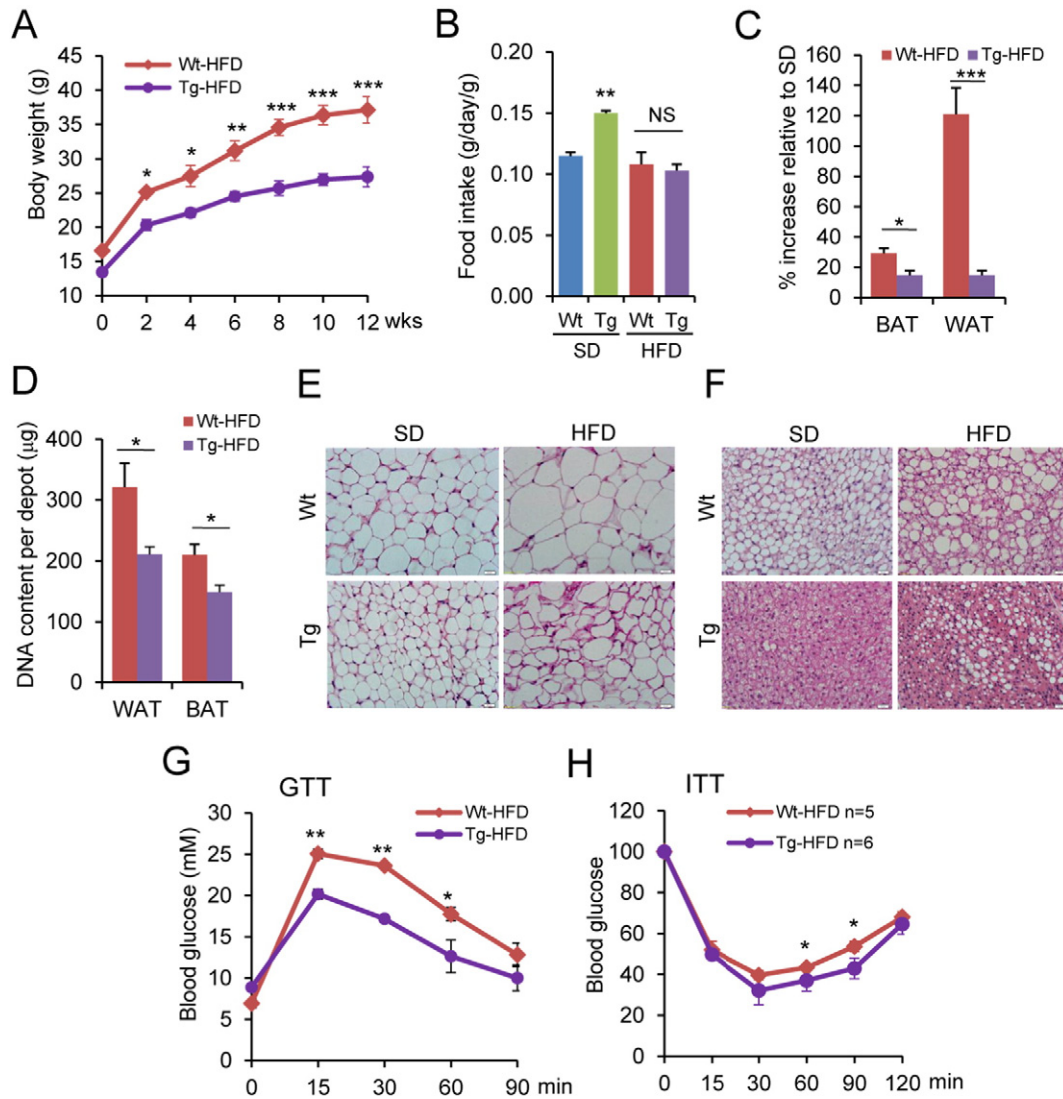 A
Body weight (g)
45
40
35
30
25
20
15
10
Wt-HFD
Tg-HFD
*
*
**
***
***
***
0 2 4 6 8 10 12 wks
B
Food intake (g/day/g)
0.20
0.15
0.10
0.05
0.00
**
NS
Wt Tg Wt Tg
SD HFD
C
% increase relative to SD
160
140
120
100
80
60
40
20
0
Wt-HFD Tg-HFD
***
*
BAT WAT
D
DNA content per depot (µg)
400
300
200
100
0
Wt-HFD
Tg-HFD
*
*
WAT BAT
E
SD HFD
Wt
Tg
F
SD HFD
Wt
Tg
G
GTT
Blood glucose (mM)
30
25
20
15
10
5
0
Wt-HFD
Tg-HFD
**
**
*
0 15 30 60 90 min
H
ITT
Blood glucose
120
100
80
60
40
20
0
Wt-HFD n=5
Tg-HFD n=6
*
*
0 15 30 60 90 120 min